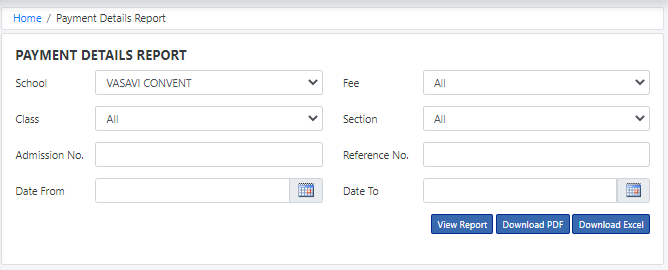 Home / Payment Details Report
PAYMENT DETAILS REPORT
School VASAVI CONVENT Fee All
Class All Section All
Admission No. Reference No.
Date From Date To
View Report Download PDF Download Excel